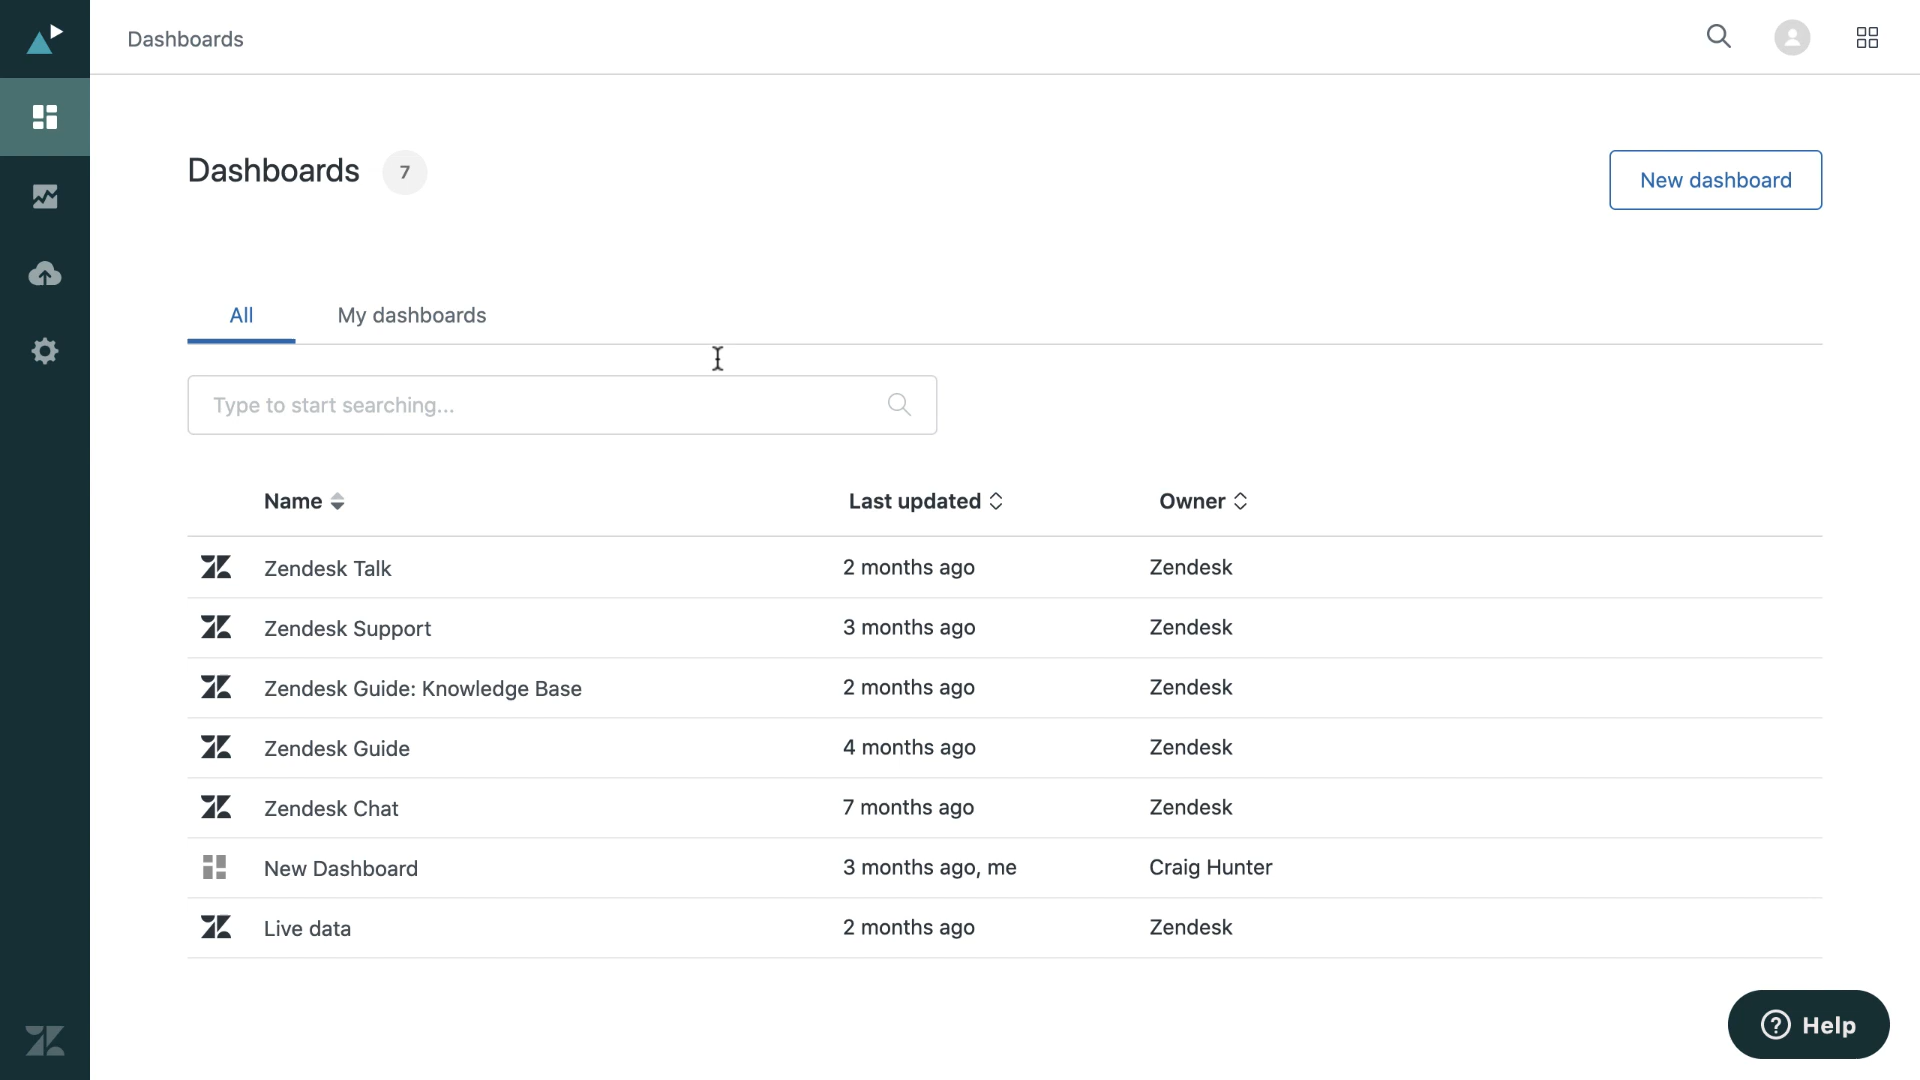 Dashboards
Dashboards 7
New dashboard
All My dashboards
Type to start searching...
Name Last updated Owner
Zendesk Talk 2 months ago Zendesk
Zendesk Support 3 months ago Zendesk
Zendesk Guide: Knowledge Base 2 months ago Zendesk
Zendesk Guide 4 months ago Zendesk
Zendesk Chat 7 months ago Zendesk
New Dashboard 3 months ago, me Craig Hunter
Live data 2 months ago Zendesk
? Help